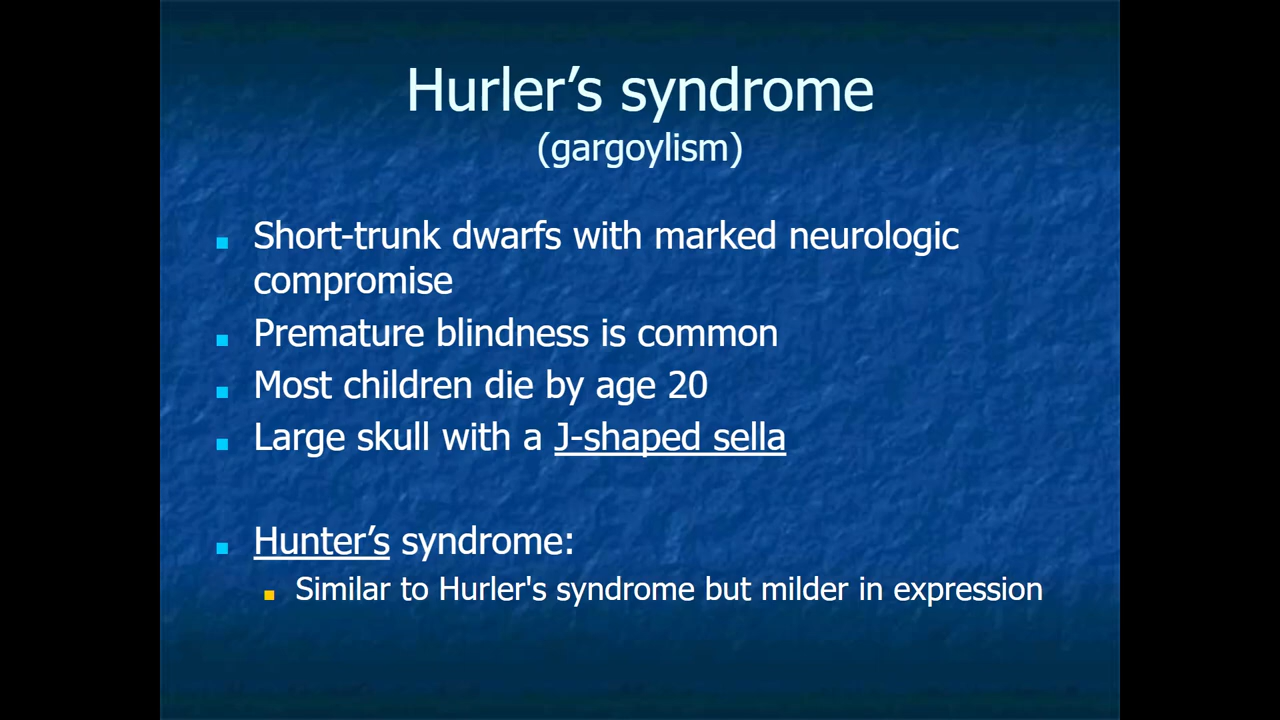 Hurler’s syndrome
(gargoylism)
Short-trunk dwarfs with marked neurologic
compromise
Premature blindness is common
Most children die by age 20
Large skull with a J-shaped sella
Hunter’s syndrome:
Similar to Hurler's syndrome but milder in expression